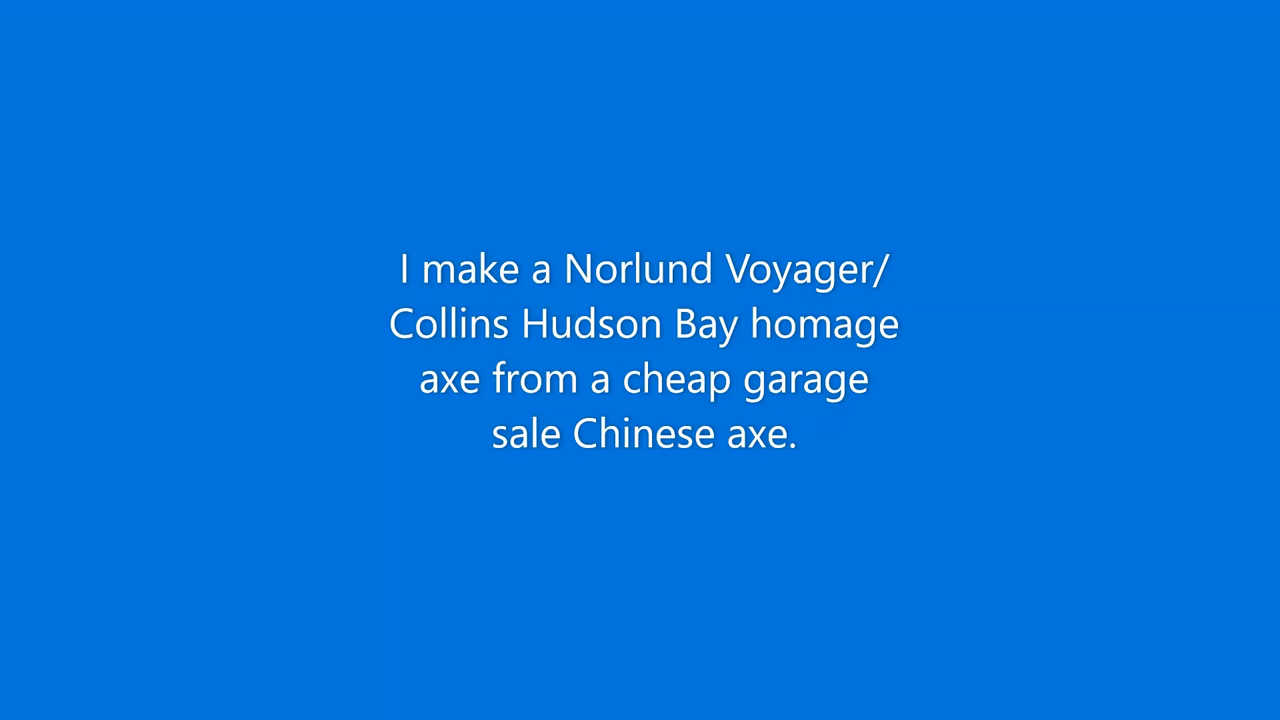 I make a Norlund Voyager/
Collins Hudson Bay homage
axe from a cheap garage
sale Chinese axe.